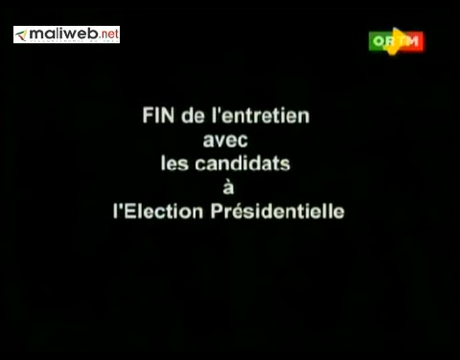 maliweb.net
ORTM
FIN de l'entretien
avec
les candidats
à
l'Election Présidentielle